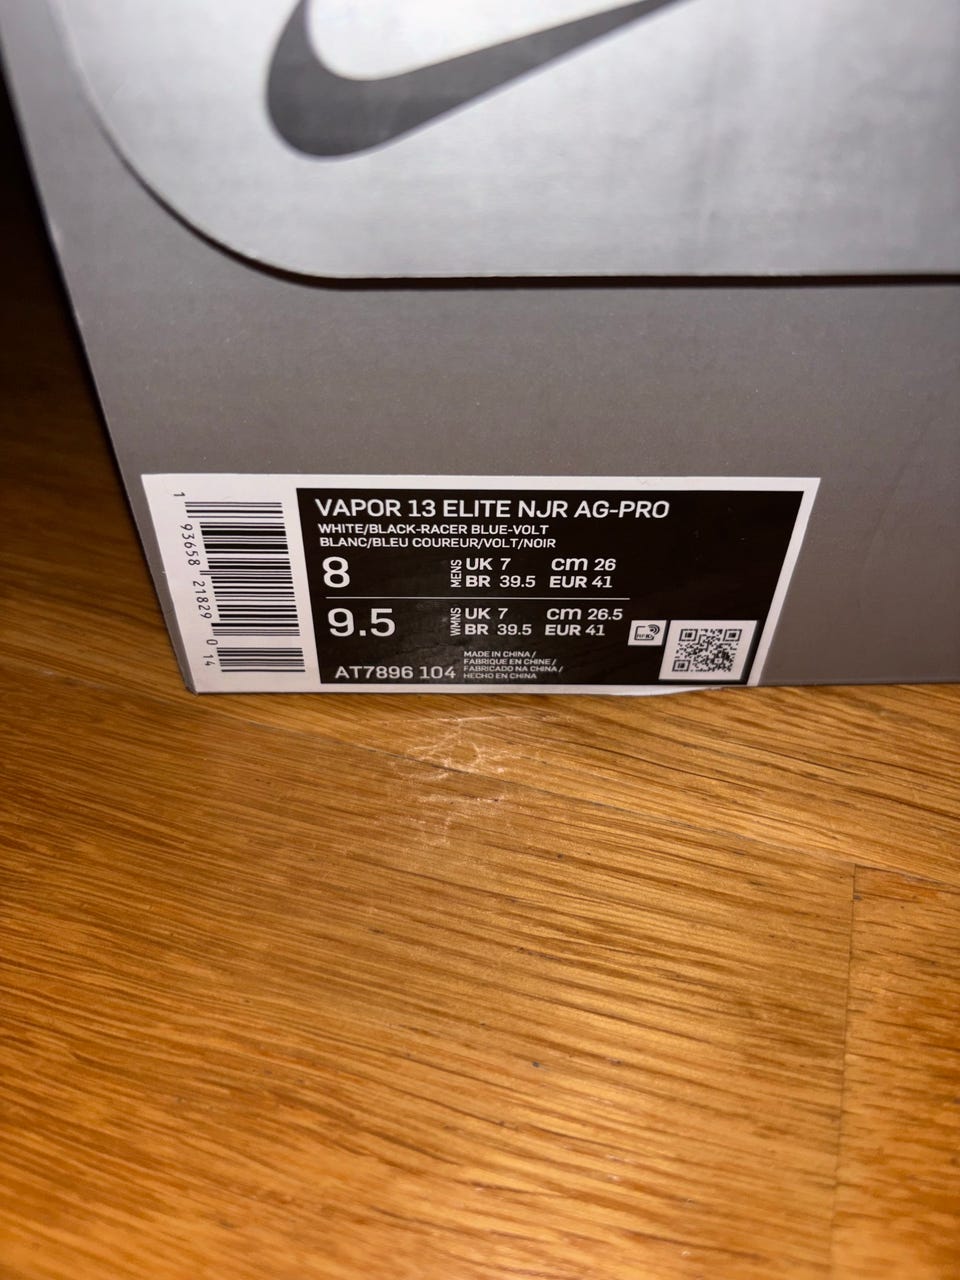 VAPOR 13 ELITE NJR AG-PRO
WHITE/BLACK-RACER BLUE-VOLT
BLANC/BLEU COUREUR/VOLT/NOIR
8 MENS UK 7 cm 26
BR 39.5 EUR 41
9.5 WMNS UK 7 cm 26.5
BR 39.5 EUR 41
RFID
AT7896 104
MADE IN CHINA /
FABRIQUE EN CHINE /
FABRICADO NA CHINA /
HECHO EN CHINA
1 93658 21829 0 14